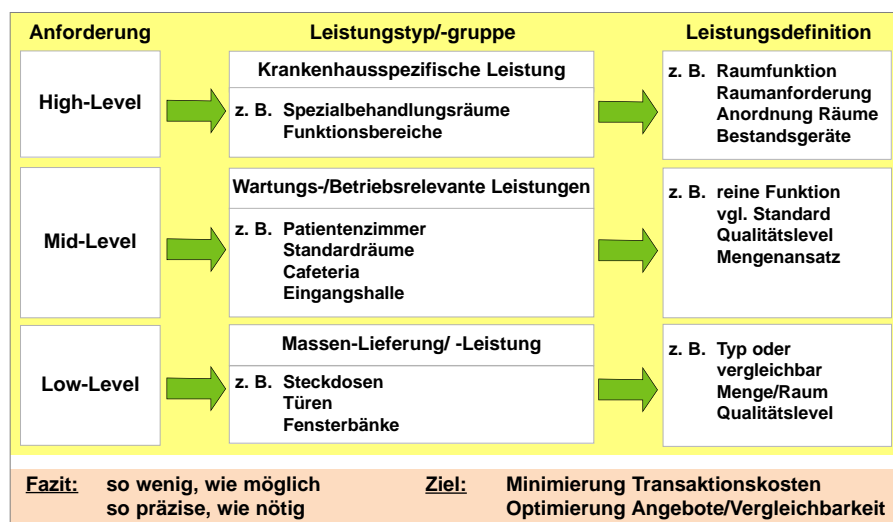 Anforderung Leistungstyp/-gruppe Leistungsdefinition
High-Level
Krankenhausspezifische Leistung
z. B. Spezialbehandlungsräume
Funktionsbereiche
z. B. Raumfunktion
Raumanforderung
Anordnung Räume
Bestandsgeräte
Mid-Level
Wartungs-/Betriebsrelevante Leistungen
z. B. Patientenzimmer
Standardräume
Cafeteria
Eingangshalle
z. B. reine Funktion
vgl. Standard
Qualitätslevel
Mengenansatz
Low-Level
Massen-Lieferung/ -Leistung
z. B. Steckdosen
Türen
Fensterbänke
z. B. Typ oder
vergleichbar
Menge/Raum
Qualitätslevel
Fazit: so wenig, wie möglich
so präzise, wie nötig
Ziel: Minimierung Transaktionskosten
Optimierung Angebote/Vergleichbarkeit